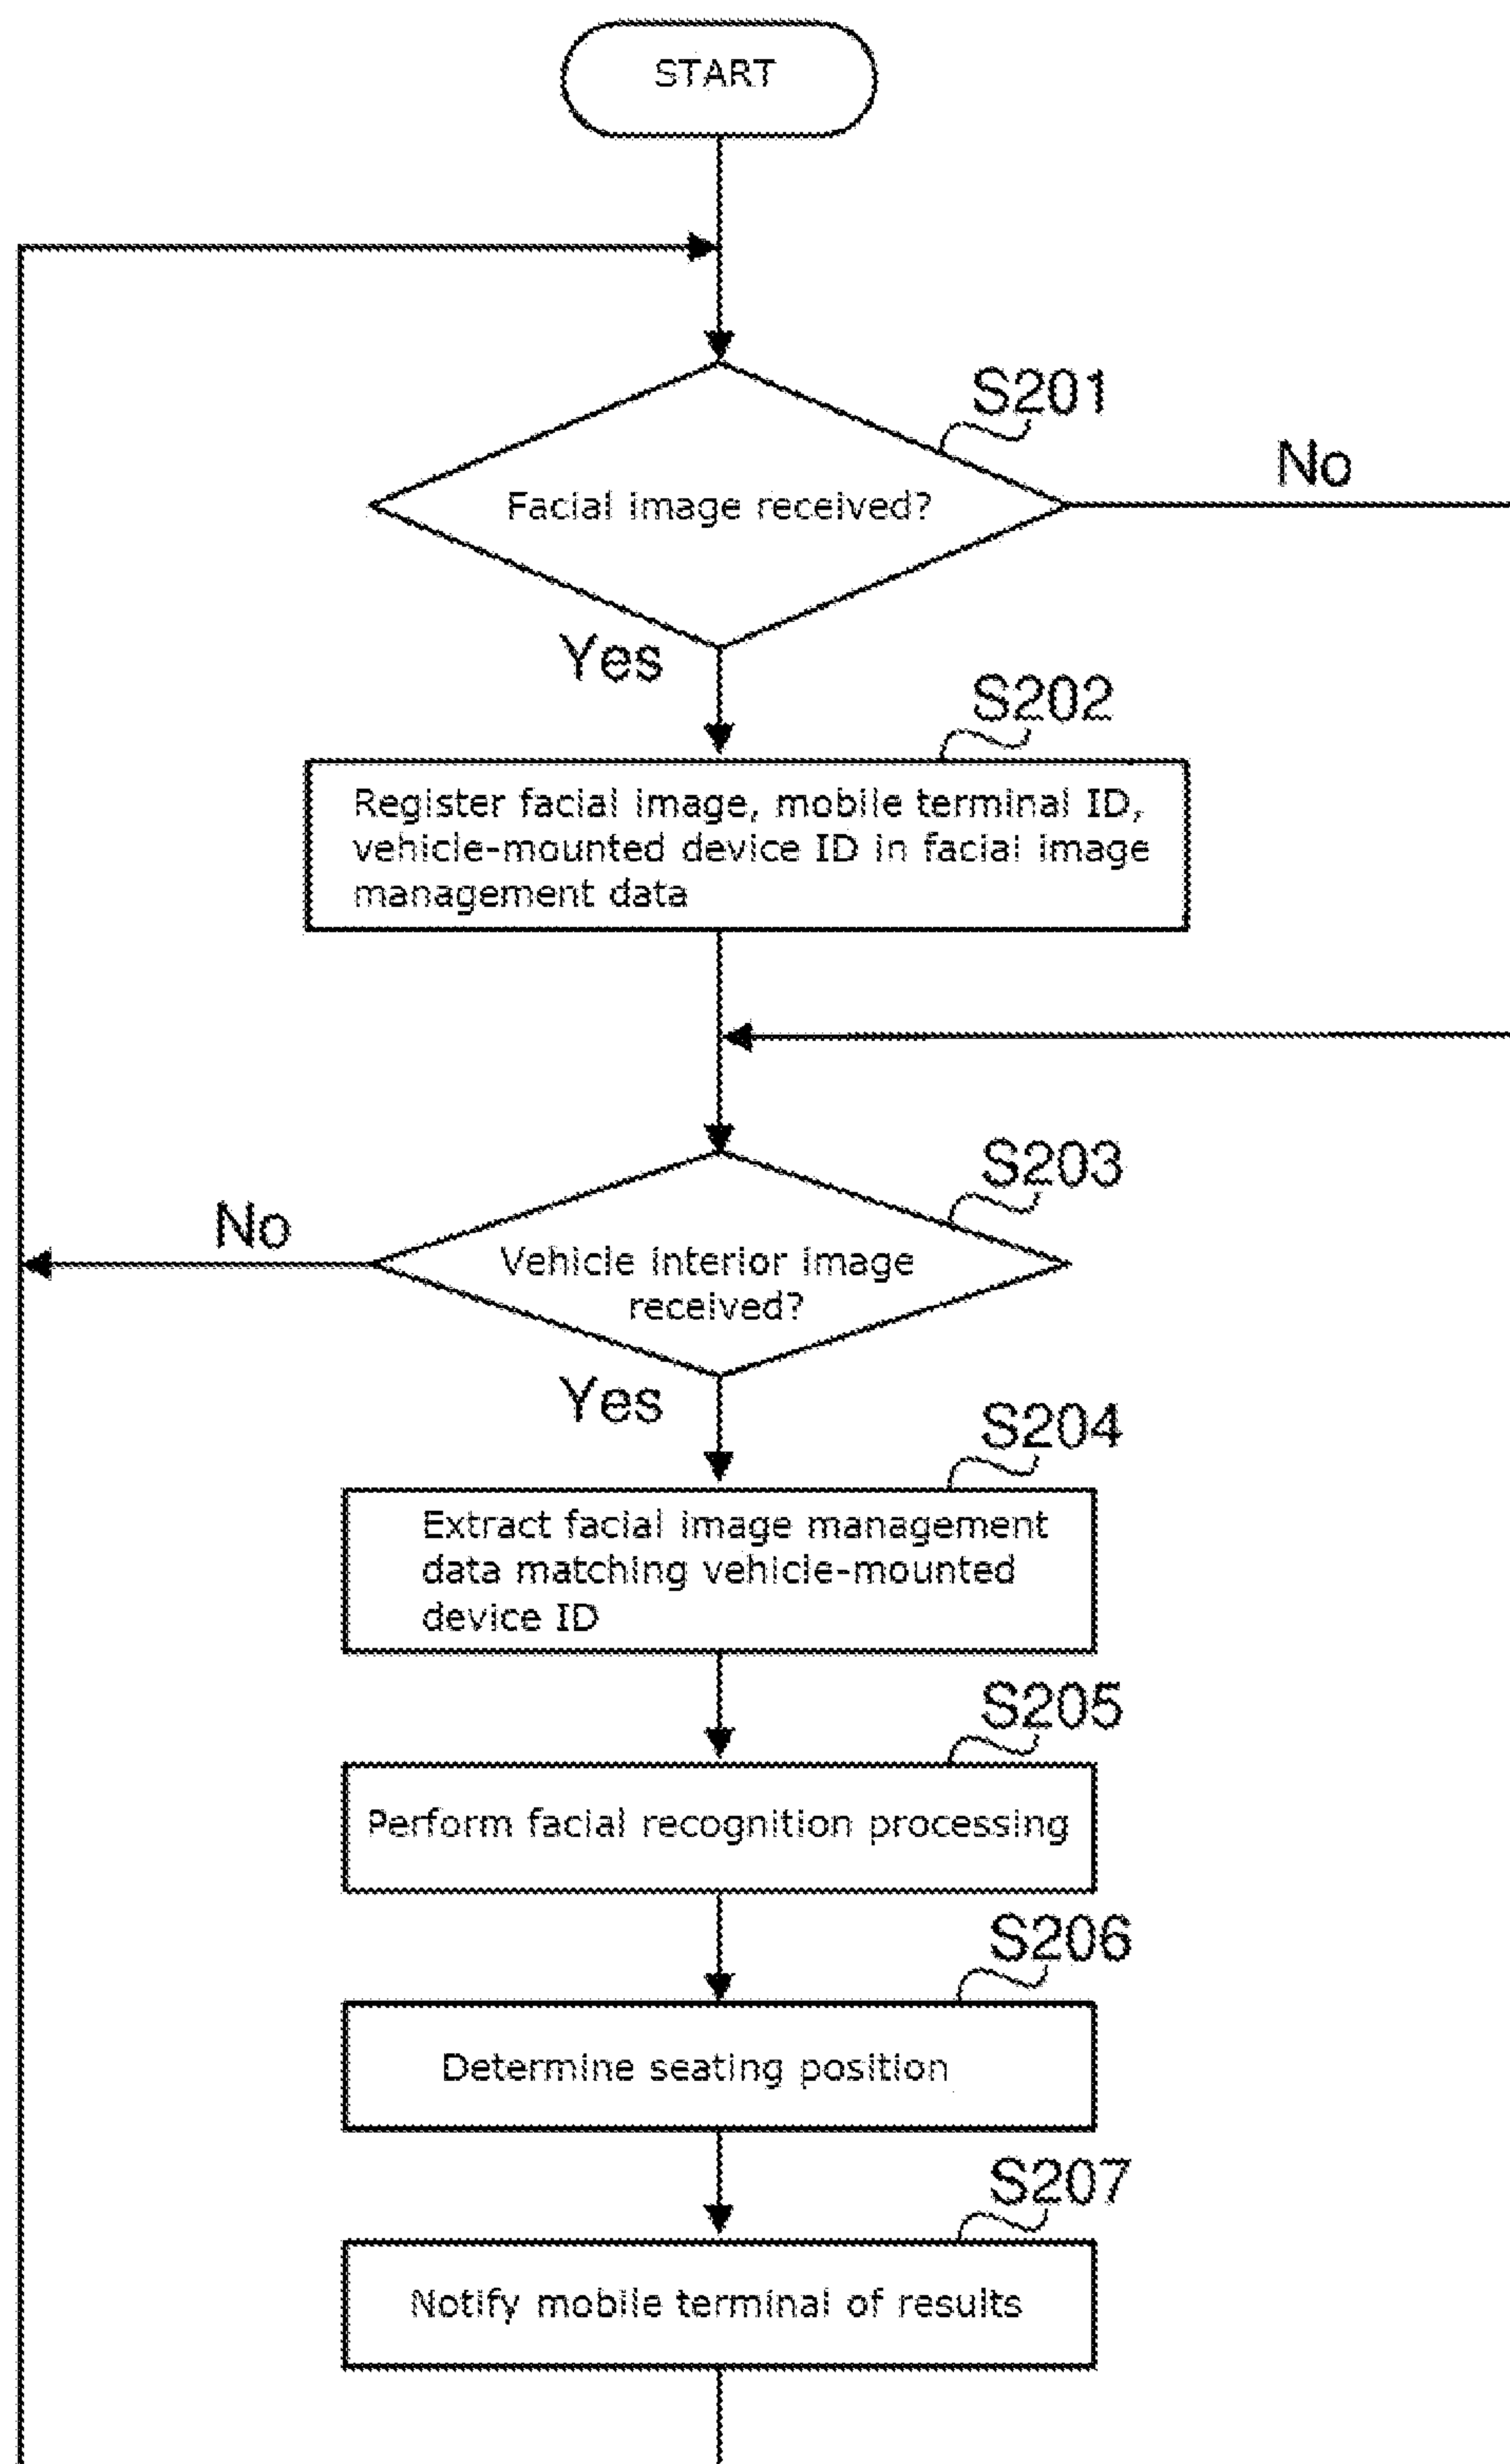 START
S201
No
Facial image received?
Yes
S202
Register facial image, mobile terminal ID,
vehicle-mounted device ID in facial image
management data
S203
No
Vehicle interior image
received?
Yes
S204
Extract facial image management
data matching vehicle-mounted
device ID
S205
Perform facial recognition processing
S206
Determine seating position
S207
Notify mobile terminal of results